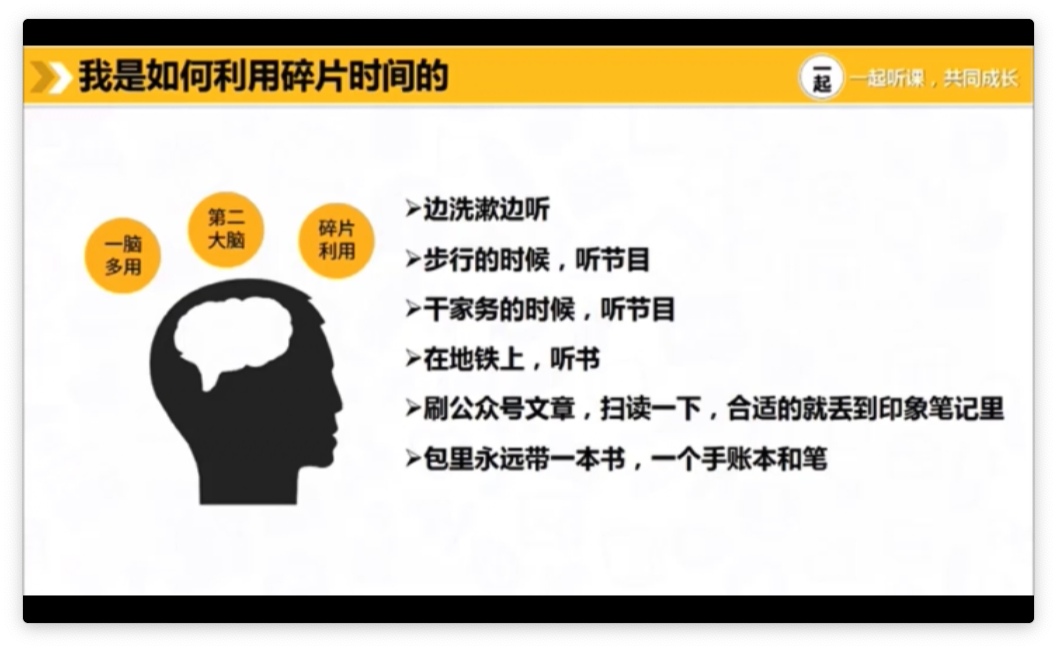 我是如何利用碎片时间的
一起
一起听课，共同成长
一脑
多用
第二
大脑
碎片
利用
➢边洗漱边听
➢步行的时候，听节目
➢干家务的时候，听节目
➢在地铁上，听书
➢刷公众号文章，扫读一下，合适的就丢到印象笔记里
➢包里永远带一本书，一个手账本和笔